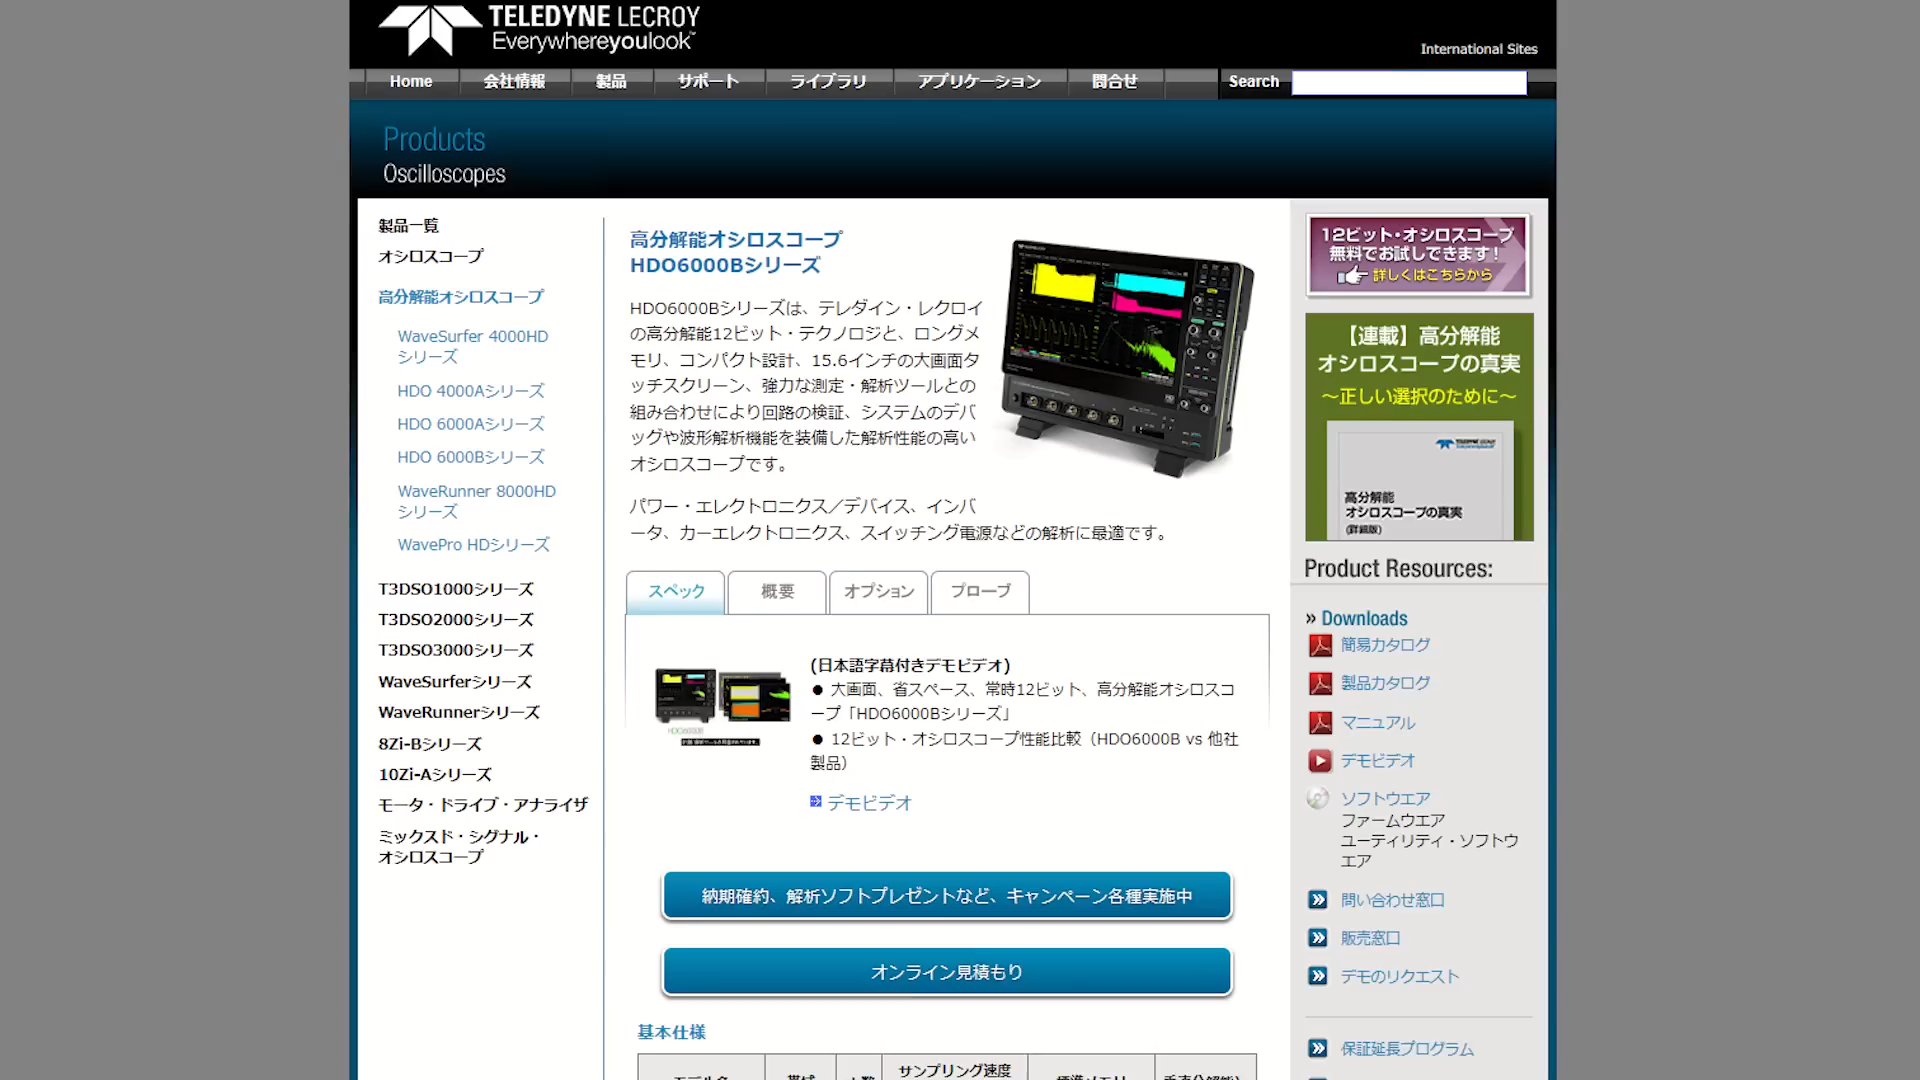 TELEDYNE LECROY
Everywhereyoulook™
International Sites
Home 会社情報 製品 サポート ライブラリ アプリケーション 問合せ Search
Products
Oscilloscopes
製品一覧
オシロスコープ
高分解能オシロスコープ
WaveSurfer 4000HD
シリーズ
HDO 4000Aシリーズ
HDO 6000Aシリーズ
HDO 6000Bシリーズ
WaveRunner 8000HD
シリーズ
WavePro HDシリーズ
T3DSO1000シリーズ
T3DSO2000シリーズ
T3DSO3000シリーズ
WaveSurferシリーズ
WaveRunnerシリーズ
8Zi-Bシリーズ
10Zi-Aシリーズ
モータ・ドライブ・アナライザ
ミックスド・シグナル・
オシロスコープ
高分解能オシロスコープ
HDO6000Bシリーズ
HDO6000Bシリーズは、テレダイン・レクロイ
の高分解能12ビット・テクノロジと、ロングメ
モリ、コンパクト設計、15.6インチの大画面タ
ッチスクリーン、強力な測定・解析ツールとの
組み合わせにより回路の検証、システムのデバ
ッグや波形解析機能を装備した解析性能の高い
オシロスコープです。
パワー・エレクトロニクス／デバイス、インバ
ータ、カーエレクトロニクス、スイッチング電源などの解析に最適です。
スペック 概要 オプション プローブ
(日本語字幕付きデモビデオ)
● 大画面、省スペース、常時12ビット、高分解能オシロスコ
ープ「HDO6000Bシリーズ」
● 12ビット・オシロスコープ性能比較（HDO6000B vs 他社
製品）
デモビデオ
HDO6000B
納期確約、解析ソフトプレゼントなど、キャンペーン各種実施中
オンライン見積もり
基本仕様
サンプリング速度
12ビット・オシロスコープ
無料でお試しできます！
詳しくはこちらから
【連載】高分解能
オシロスコープの真実
～正しい選択のために～
TELEDYNE LECROY
高分解能
オシロスコープの真実
(詳細版)
Product Resources:
» Downloads
簡易カタログ
製品カタログ
マニュアル
デモビデオ
ソフトウエア
ファームウエア
ユーティリティ・ソフトウ
エア
問い合わせ窓口
販売窓口
デモのリクエスト
保証延長プログラム